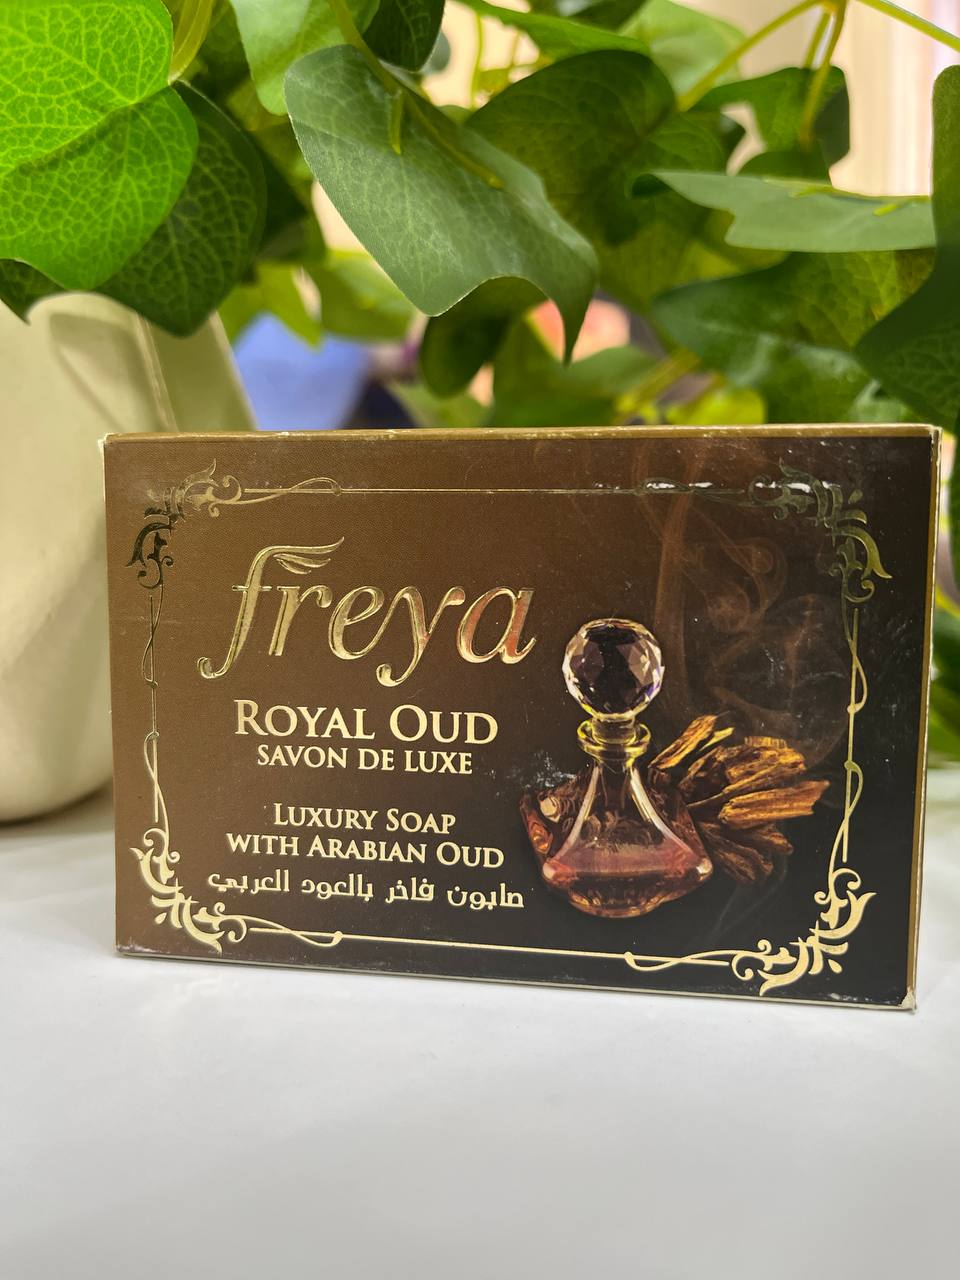 freya
ROYAL OUD
SAVON DE LUXE
LUXURY SOAP
WITH ARABIAN OUD
صابون فاخر بالعود العربي